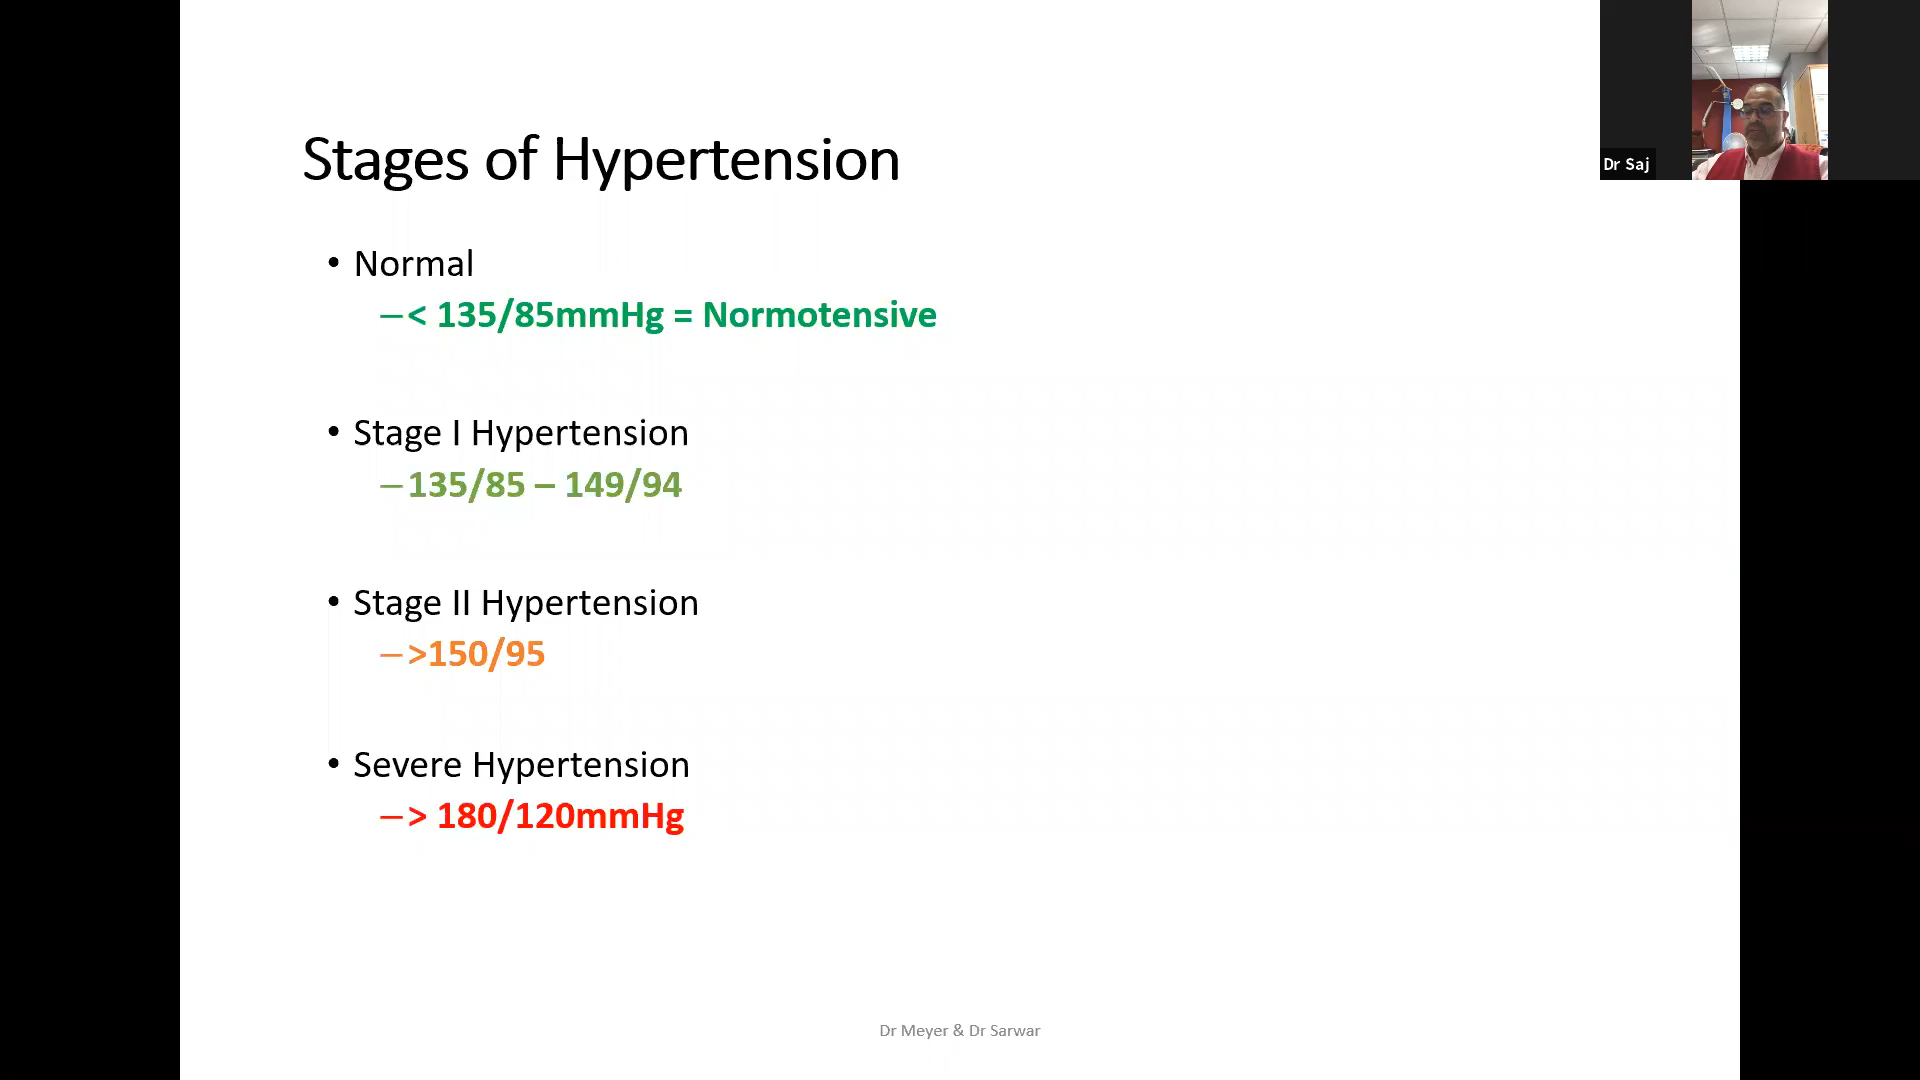 Stages of Hypertension
• Normal
–< 135/85mmHg = Normotensive
• Stage I Hypertension
–135/85 – 149/94
• Stage II Hypertension
–>150/95
• Severe Hypertension
–> 180/120mmHg
Dr Meyer & Dr Sarwar
Dr Saj